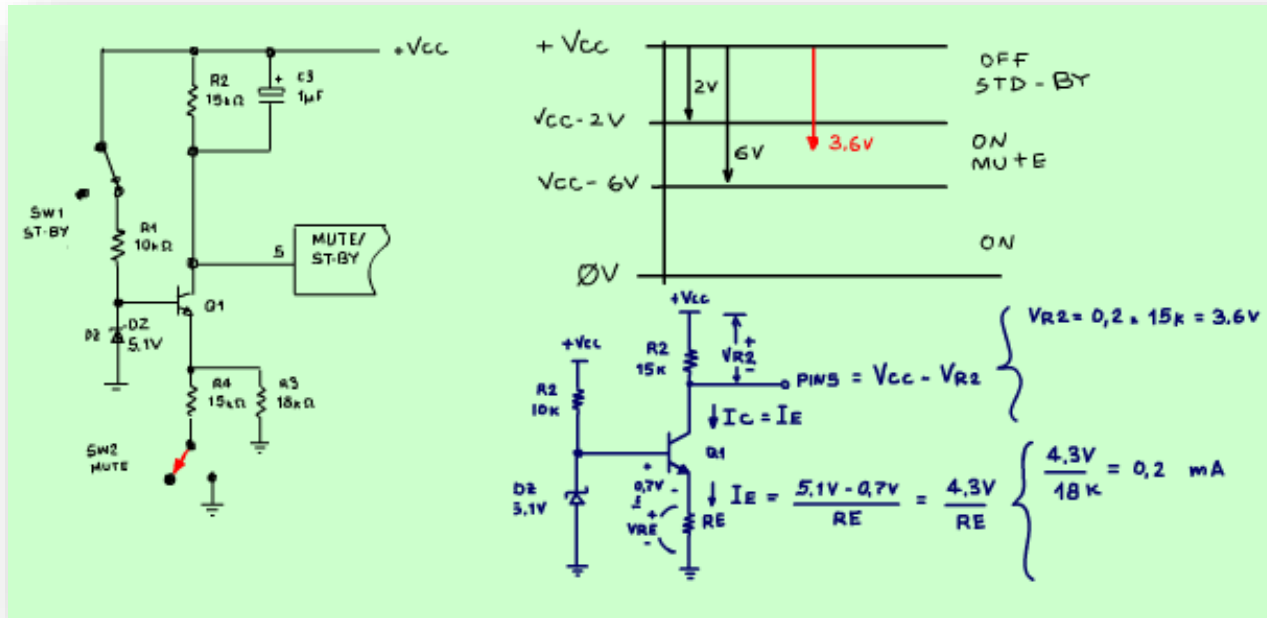 +VCC
R2
15kΩ
C3
+
1µF
SW1
ST-BY
R1
10kΩ
5
MUTE/
ST-BY
Q1
DZ
DZ
5.1V
R4
15kΩ
R3
18kΩ
SW2
MUTE
+ VCC
OFF
STD-BY
2V
VCC-2V
3,6V
ON
MUTE
6V
VCC-6V
ON
ØV
+Vcc
R2
15K
+
VR2
-
PIN5 = Vcc - VR2
VR2 = 0,2 x 15K = 3.6V
+Vcc
R2
10K
IC = IE
Q1
+
0,7V
-
DZ
5,1V
+
VRE
-
RE
IE = 5,1V-0,7V / RE = 4,3V / RE
4,3V / 18K = 0,2 mA